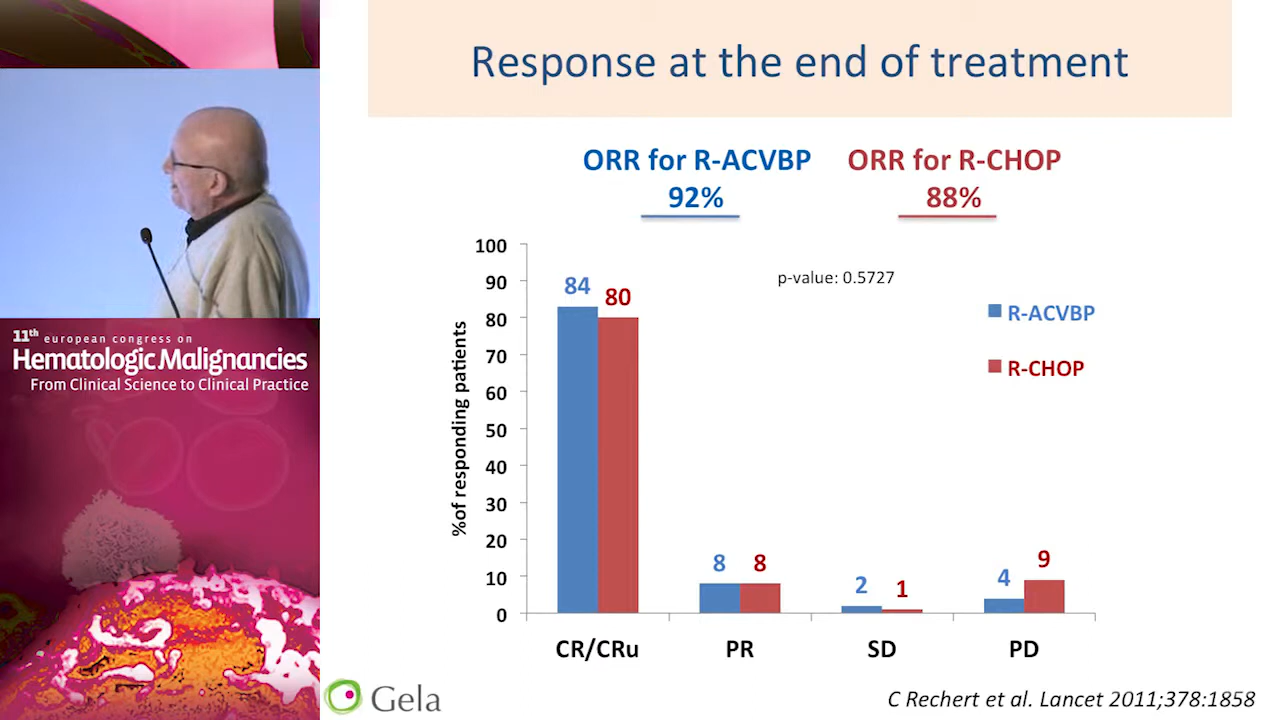 Response at the end of treatment
ORR for R-ACVBP
92%
ORR for R-CHOP
88%
p-value: 0.5727
R-ACVBP
R-CHOP
%of responding patients
100
90
80
70
60
50
40
30
20
10
0
84
80
8
8
2
1
4
9
CR/CRu
PR
SD
PD
11th european congress on
Hematologic Malignancies
From Clinical Science to Clinical Practice
Gela
C Rechert et al. Lancet 2011;378:1858